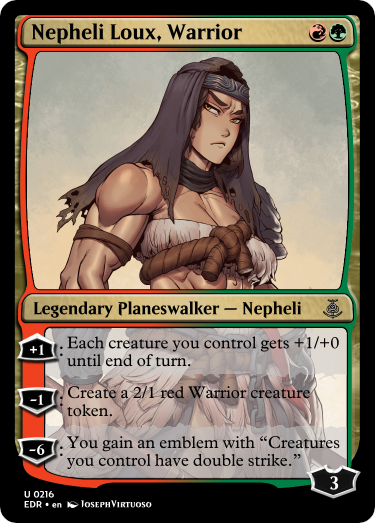 Nepheli Loux, Warrior
Legendary Planeswalker — Nepheli
+1: Each creature you control gets +1/+0
until end of turn.
-1: Create a 2/1 red Warrior creature
token.
-6: You gain an emblem with “Creatures
you control have double strike.”
3
U 0216
EDR • en JosephVirtuoso